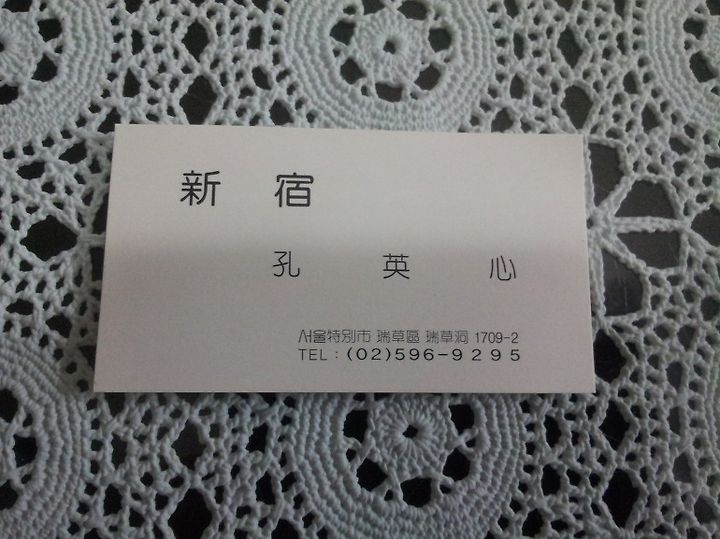 新 宿
孔 英 心
서울特別市 瑞草區 瑞草洞 1709-2
TEL : (02)596-9295